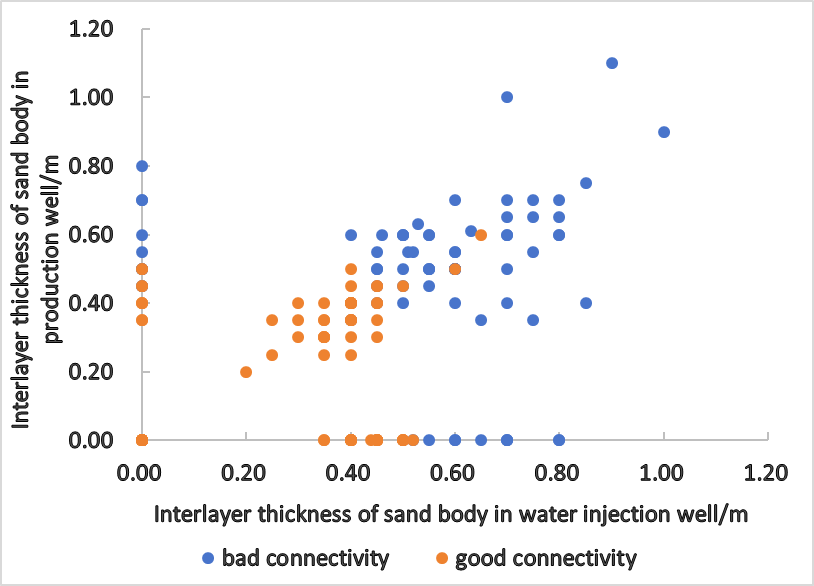 Interlayer thickness of sand body in
production well/m
1.20
1.00
0.80
0.60
0.40
0.20
0.00
0.00 0.20 0.40 0.60 0.80 1.00 1.20
Interlayer thickness of sand body in water injection well/m
bad connectivity good connectivity